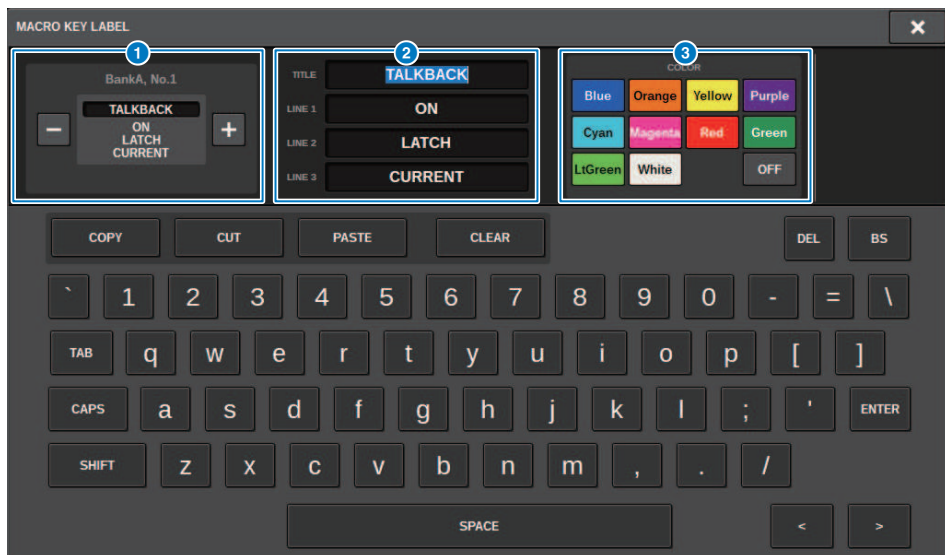 MACRO KEY LABEL ×
1
BankA, No.1
TALKBACK
ON
LATCH
CURRENT
− +
2
TITLE TALKBACK
LINE 1 ON
LINE 2 LATCH
LINE 3 CURRENT
3
COLOR
Blue Orange Yellow Purple
Cyan Magenta Red Green
LtGreen White OFF
COPY CUT PASTE CLEAR DEL BS
` 1 2 3 4 5 6 7 8 9 0 - = \
TAB q w e r t y u i o p [ ]
CAPS a s d f g h j k l ; ' ENTER
SHIFT z x c v b n m , . /
SPACE < >